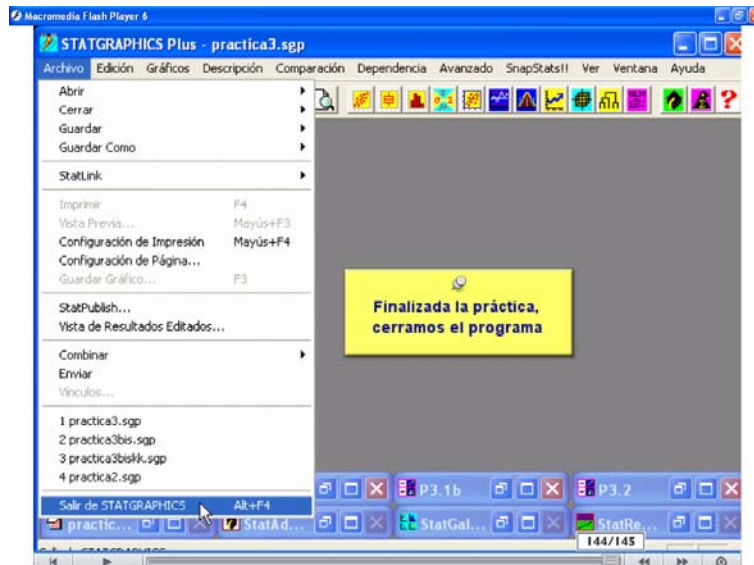 Macromedia Flash Player 6
STATGRAPHICS Plus - practica3.sgp
Archivo Edición Gráficos Descripción Comparación Dependencia Avanzado SnapStats!! Ver Ventana Ayuda
Abrir
Cerrar
Guardar
Guardar Como
StatLink
Imprimir F4
Vista Previa... Mayús+F3
Configuración de Impresión Mayús+F4
Configuración de Página...
Guardar Gráfico... F3
StatPublish...
Vista de Resultados Editados...
Combinar
Enviar
Vínculos...
1 practica3.sgp
2 practica3bis.sgp
3 practica3biskk.sgp
4 practica2.sgp
Salir de STATGRAPHICS Alt+F4
Finalizada la práctica,
cerramos el programa
P3.1b P3.2
practic... StatAd... StatGal... StatRe...
144/145